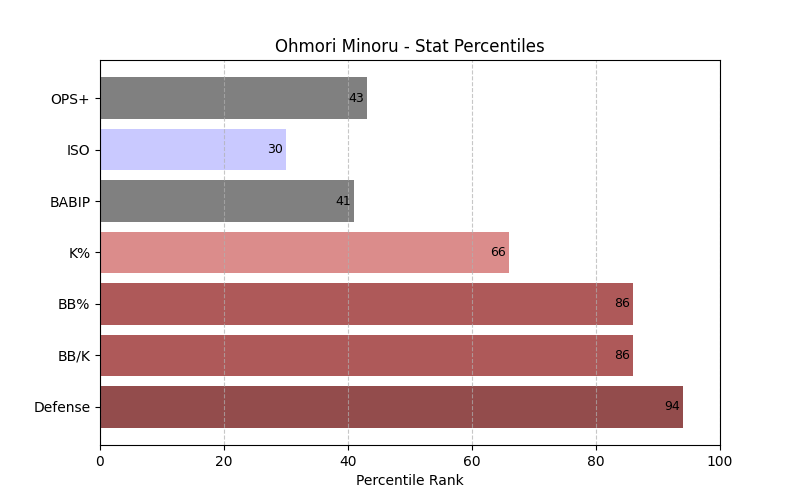 Ohmori Minoru - Stat Percentiles
OPS+ 43
ISO 30
BABIP 41
K% 66
BB% 86
BB/K 86
Defense 94
0 20 40 60 80 100
Percentile Rank